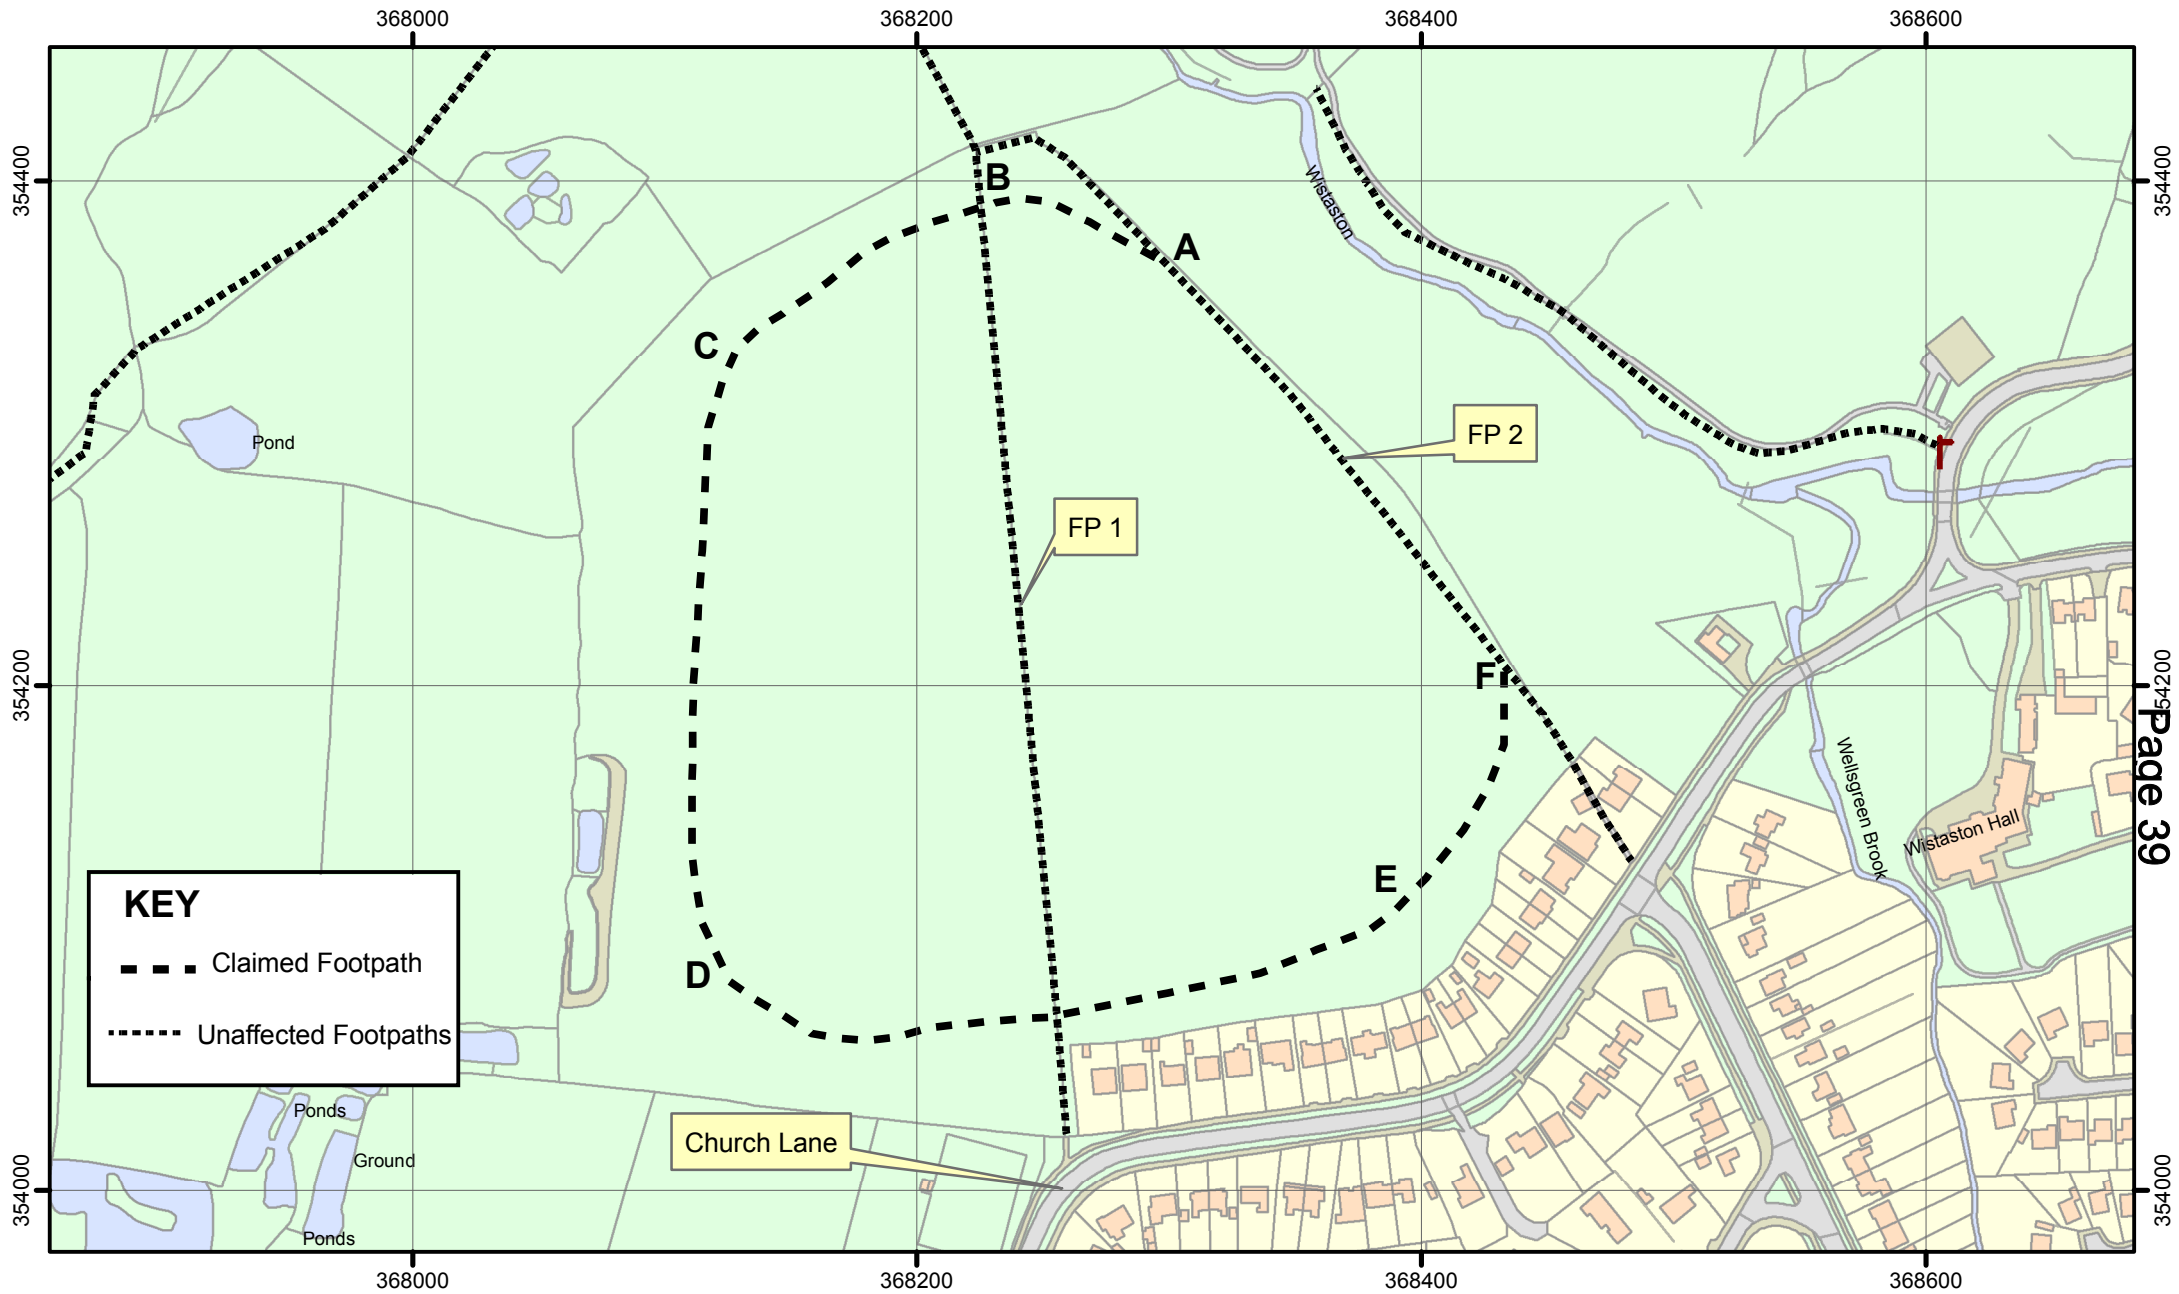 368000
368200
368400
368600
354400
354400
B
A
Wistaston
C
FP 2
Pond
FP 1
354200
354200
F
Page 39
Wellsgreen Brook
Wistaston Hall
E
KEY
Claimed Footpath
D
Unaffected Footpaths
Ponds
Church Lane
Ground
354000
354000
Ponds
368000
368200
368400
368600